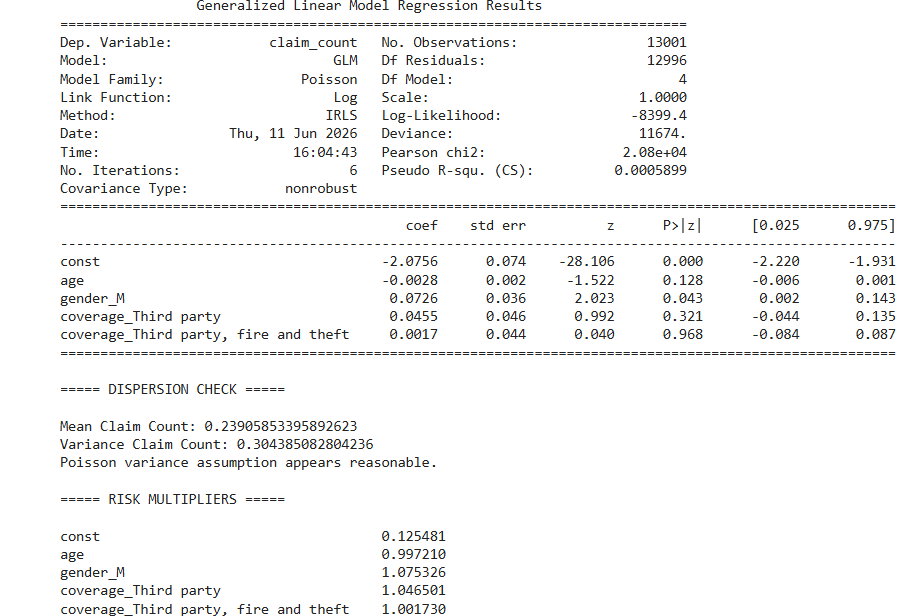 Generalized Linear Model Regression Results
==============================================================================
Dep. Variable: claim_count No. Observations: 13001
Model: GLM Df Residuals: 12996
Model Family: Poisson Df Model: 4
Link Function: Log Scale: 1.0000
Method: IRLS Log-Likelihood: -8399.4
Date: Thu, 11 Jun 2026 Deviance: 11674.
Time: 16:04:43 Pearson chi2: 2.08e+04
No. Iterations: 6 Pseudo R-squ. (CS): 0.0005899
Covariance Type: nonrobust
========================================================================================================
coef std err z P>|z| [0.025 0.975]
--------------------------------------------------------------------------------------------------------
const -2.0756 0.074 -28.106 0.000 -2.220 -1.931
age -0.0028 0.002 -1.522 0.128 -0.006 0.001
gender_M 0.0726 0.036 2.023 0.043 0.002 0.143
coverage_Third party 0.0455 0.046 0.992 0.321 -0.044 0.135
coverage_Third party, fire and theft 0.0017 0.044 0.040 0.968 -0.084 0.087
========================================================================================================
===== DISPERSION CHECK =====
Mean Claim Count: 0.23905853395892623
Variance Claim Count: 0.304385082804236
Poisson variance assumption appears reasonable.
===== RISK MULTIPLIERS =====
const 0.125481
age 0.997210
gender_M 1.075326
coverage_Third party 1.046501
coverage_Third party, fire and theft 1.001730